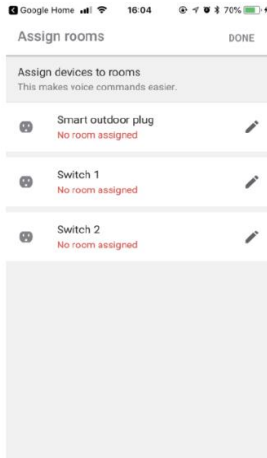 Google Home 16:04 70%
Assign rooms DONE
Assign devices to rooms
This makes voice commands easier.
Smart outdoor plug
No room assigned
Switch 1
No room assigned
Switch 2
No room assigned